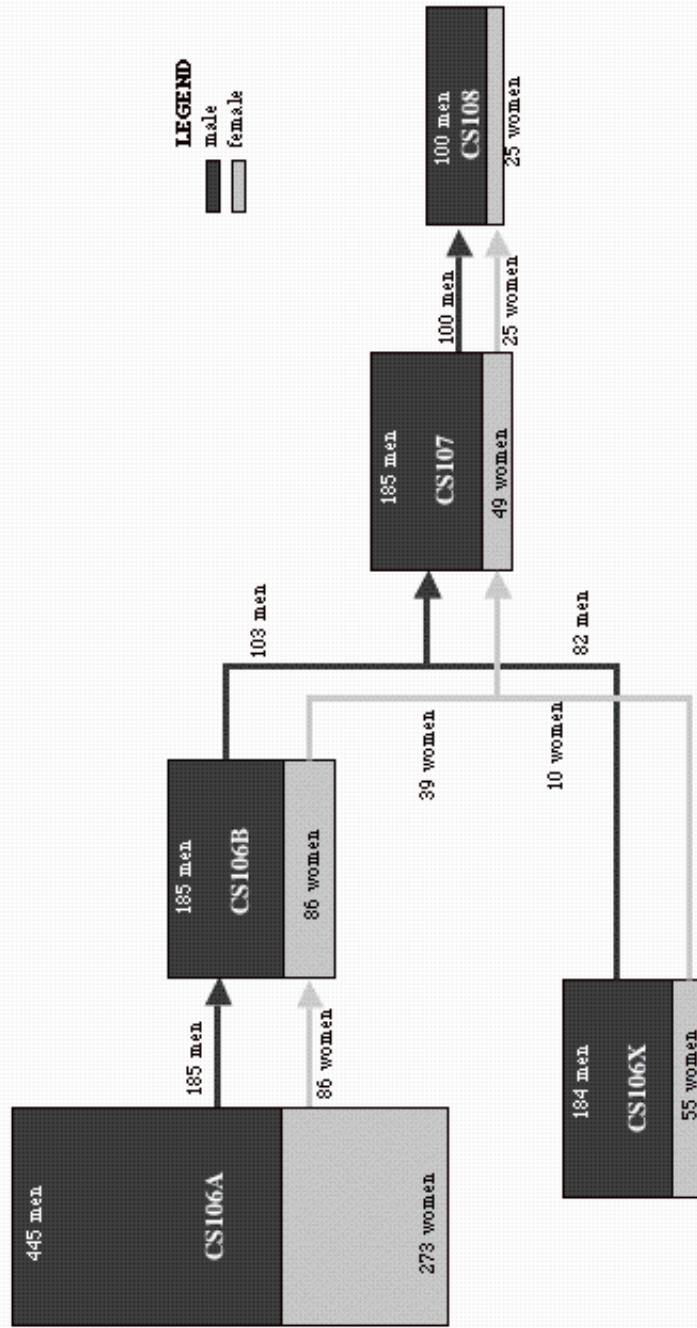 LEGEND
male
female
445 men
CS106A
273 women
185 men
86 women
185 men
CS106B
86 women
184 men
CS106X
55 women
103 men
39 women
10 women
82 men
185 men
CS107
49 women
100 men
25 women
100 men
CS108
25 women